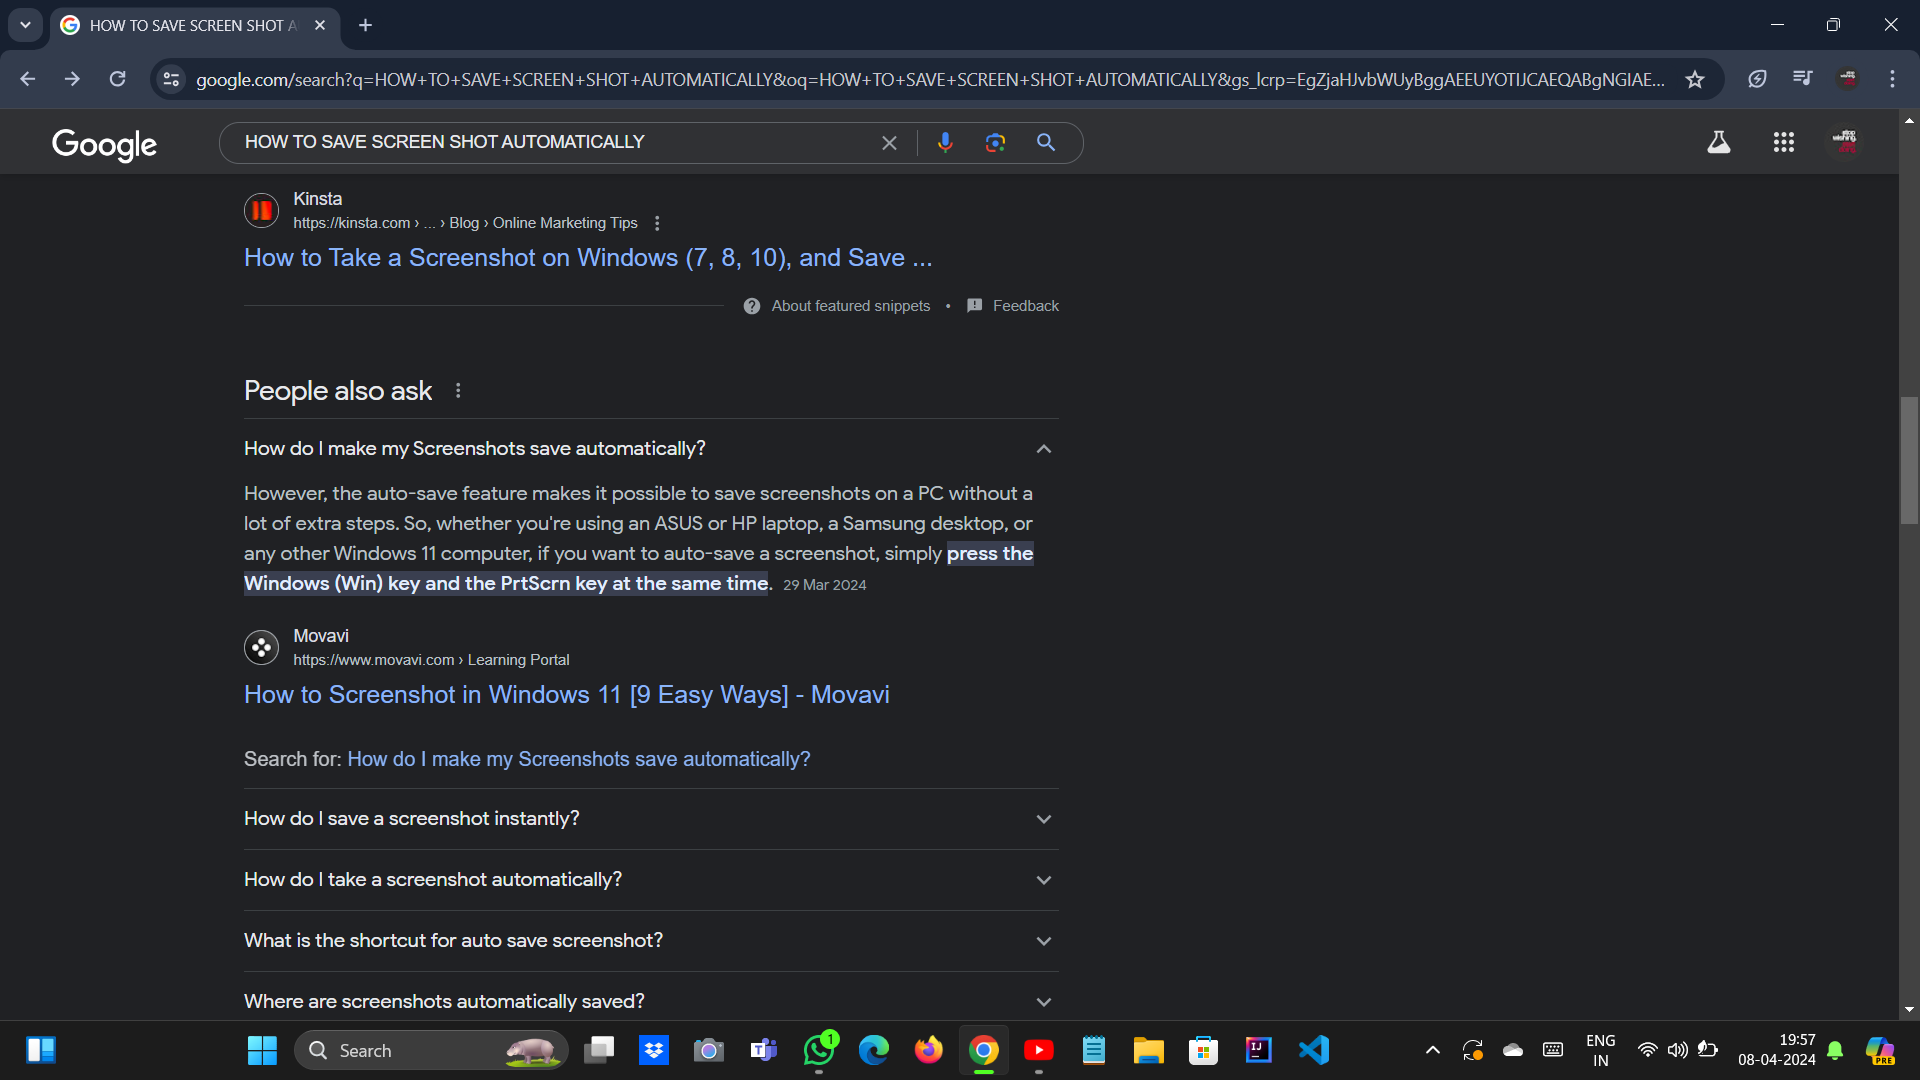 HOW TO SAVE SCREEN SHOT A
google.com/search?q=HOW+TO+SAVE+SCREEN+SHOT+AUTOMATICALLY&oq=HOW+TO+SAVE+SCREEN+SHOT+AUTOMATICALLY&gs_lcrp=EgZjaHJvbWUyBggAEEUYOTIJCAEQABgNGIAE...
Google
HOW TO SAVE SCREEN SHOT AUTOMATICALLY
Kinsta
https://kinsta.com › ... › Blog › Online Marketing Tips
How to Take a Screenshot on Windows (7, 8, 10), and Save ...
About featured snippets • Feedback
People also ask
How do I make my Screenshots save automatically?
However, the auto-save feature makes it possible to save screenshots on a PC without a
lot of extra steps. So, whether you're using an ASUS or HP laptop, a Samsung desktop, or
any other Windows 11 computer, if you want to auto-save a screenshot, simply press the
Windows (Win) key and the PrtScrn key at the same time. 29 Mar 2024
Movavi
https://www.movavi.com › Learning Portal
How to Screenshot in Windows 11 [9 Easy Ways] - Movavi
Search for: How do I make my Screenshots save automatically?
How do I save a screenshot instantly?
How do I take a screenshot automatically?
What is the shortcut for auto save screenshot?
Where are screenshots automatically saved?
Search
1
ENG
IN
19:57
08-04-2024
PRE